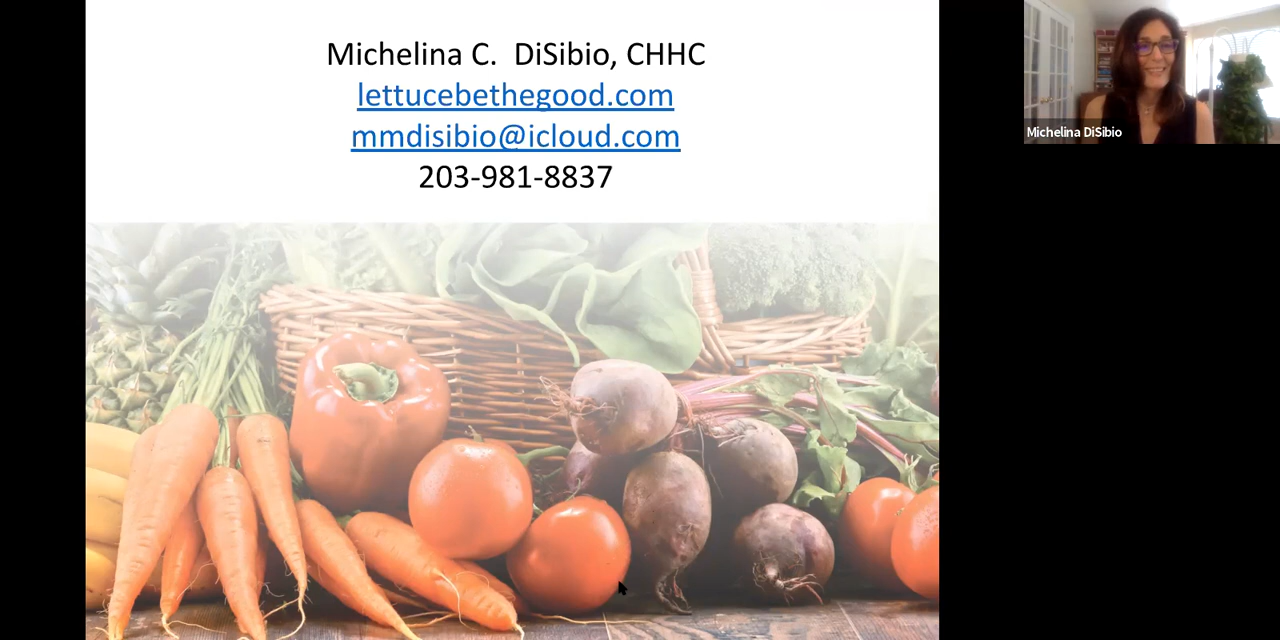 Michelina C.  DiSibio, CHHC
lettucebethegood.com
mmdisibio@icloud.com
203-981-8837
Michelina DiSibio